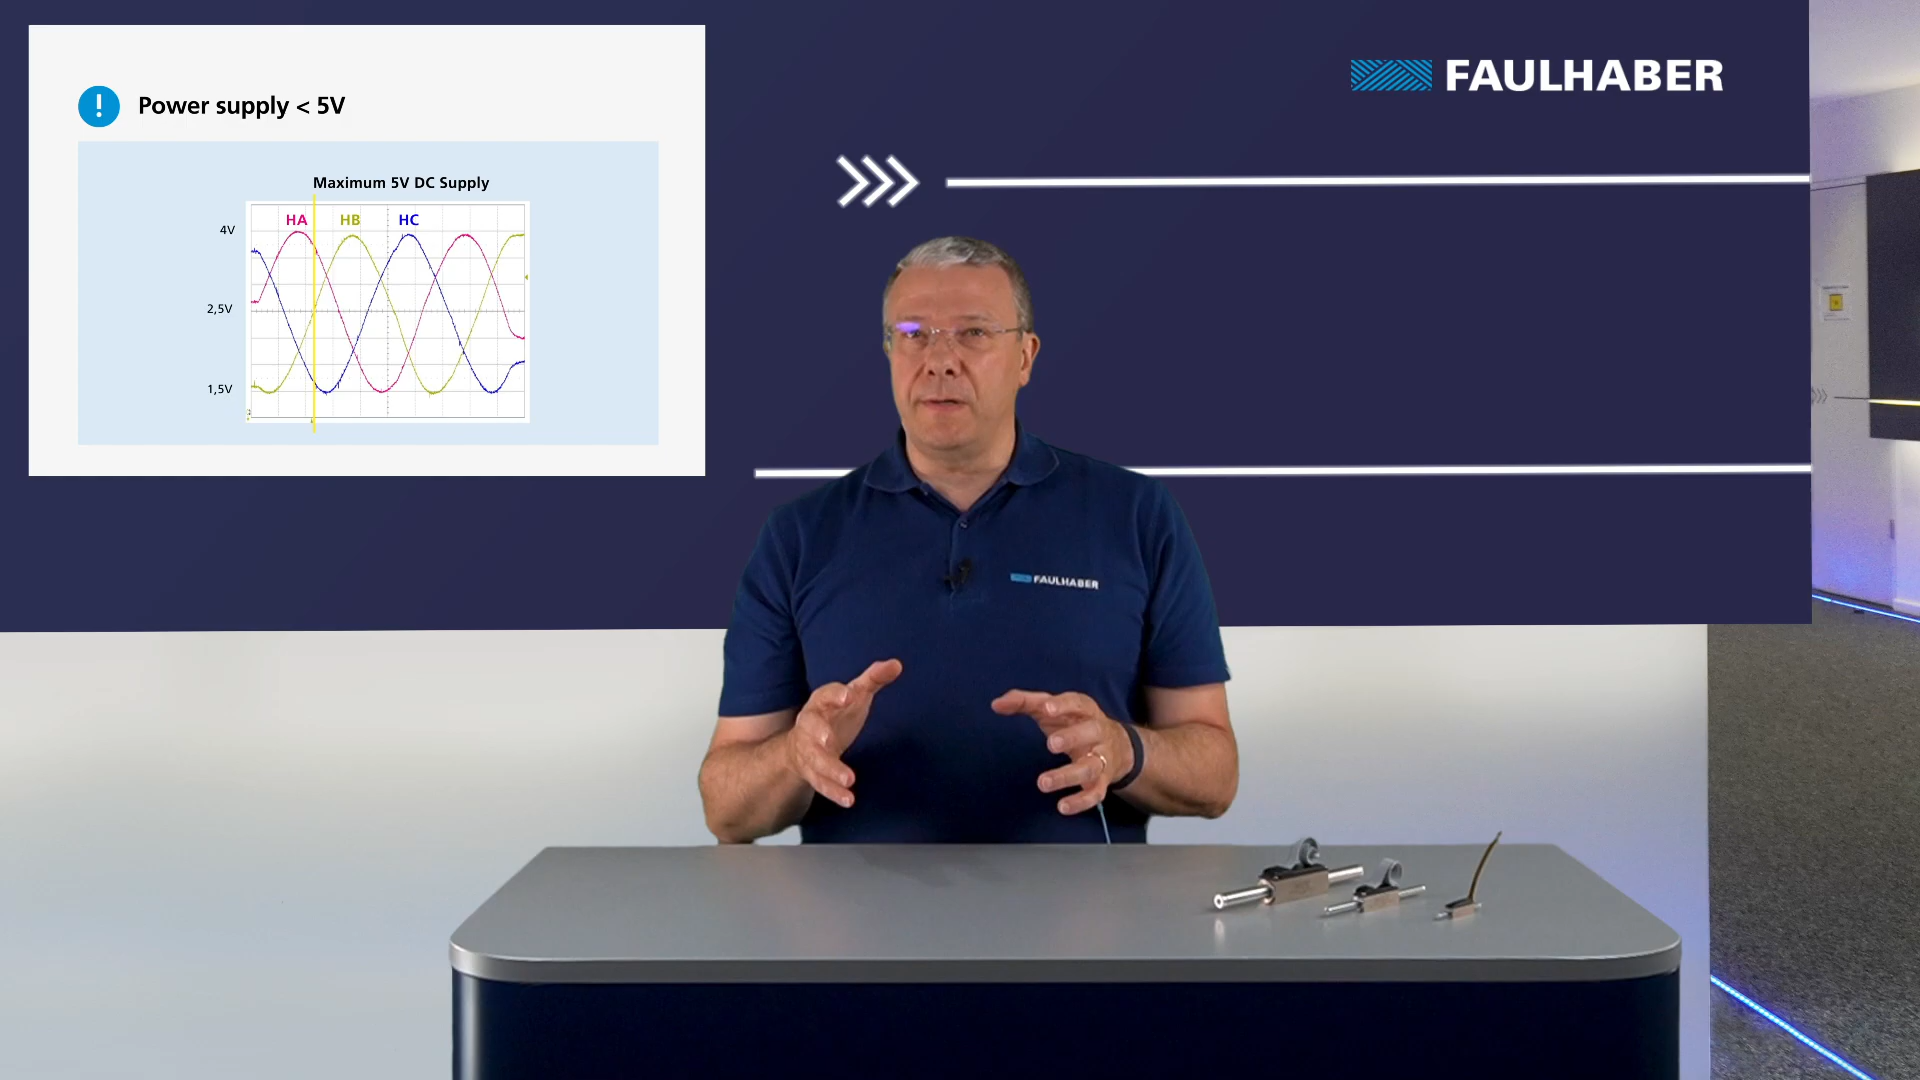 FAULHABER
Power supply < 5V
Maximum 5V DC Supply
HA HB HC
4V
2,5V
1,5V
FAULHABER